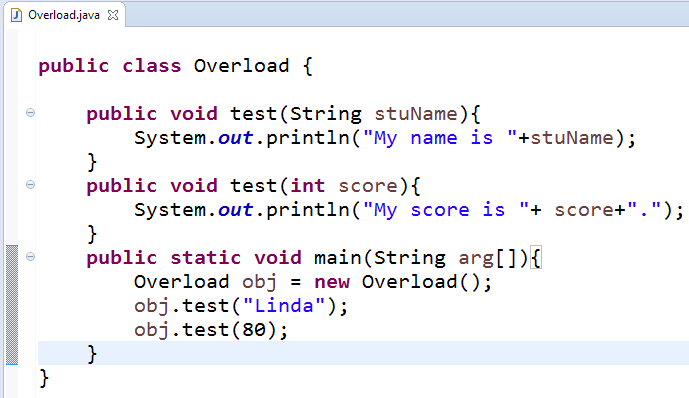 Overload.java
public class Overload {
public void test(String stuName){
System.out.println("My name is "+stuName);
}
public void test(int score){
System.out.println("My score is "+ score+".");
}
public static void main(String arg[]){
Overload obj = new Overload();
obj.test("Linda");
obj.test(80);
}
}